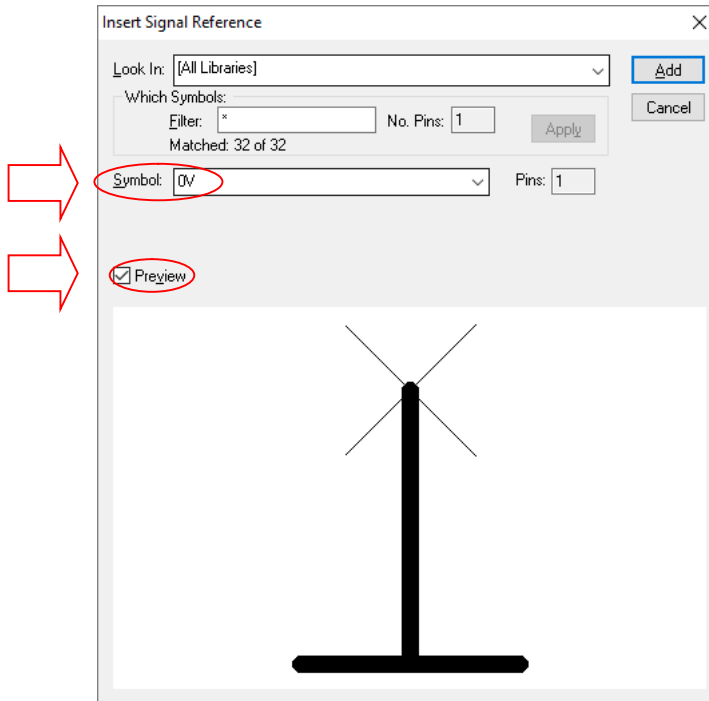 Insert Signal Reference
Look In: [All Libraries]
Add
Which Symbols:
Filter: * No. Pins: 1 Apply
Cancel
Matched: 32 of 32
Symbol: 0V Pins: 1
Preview